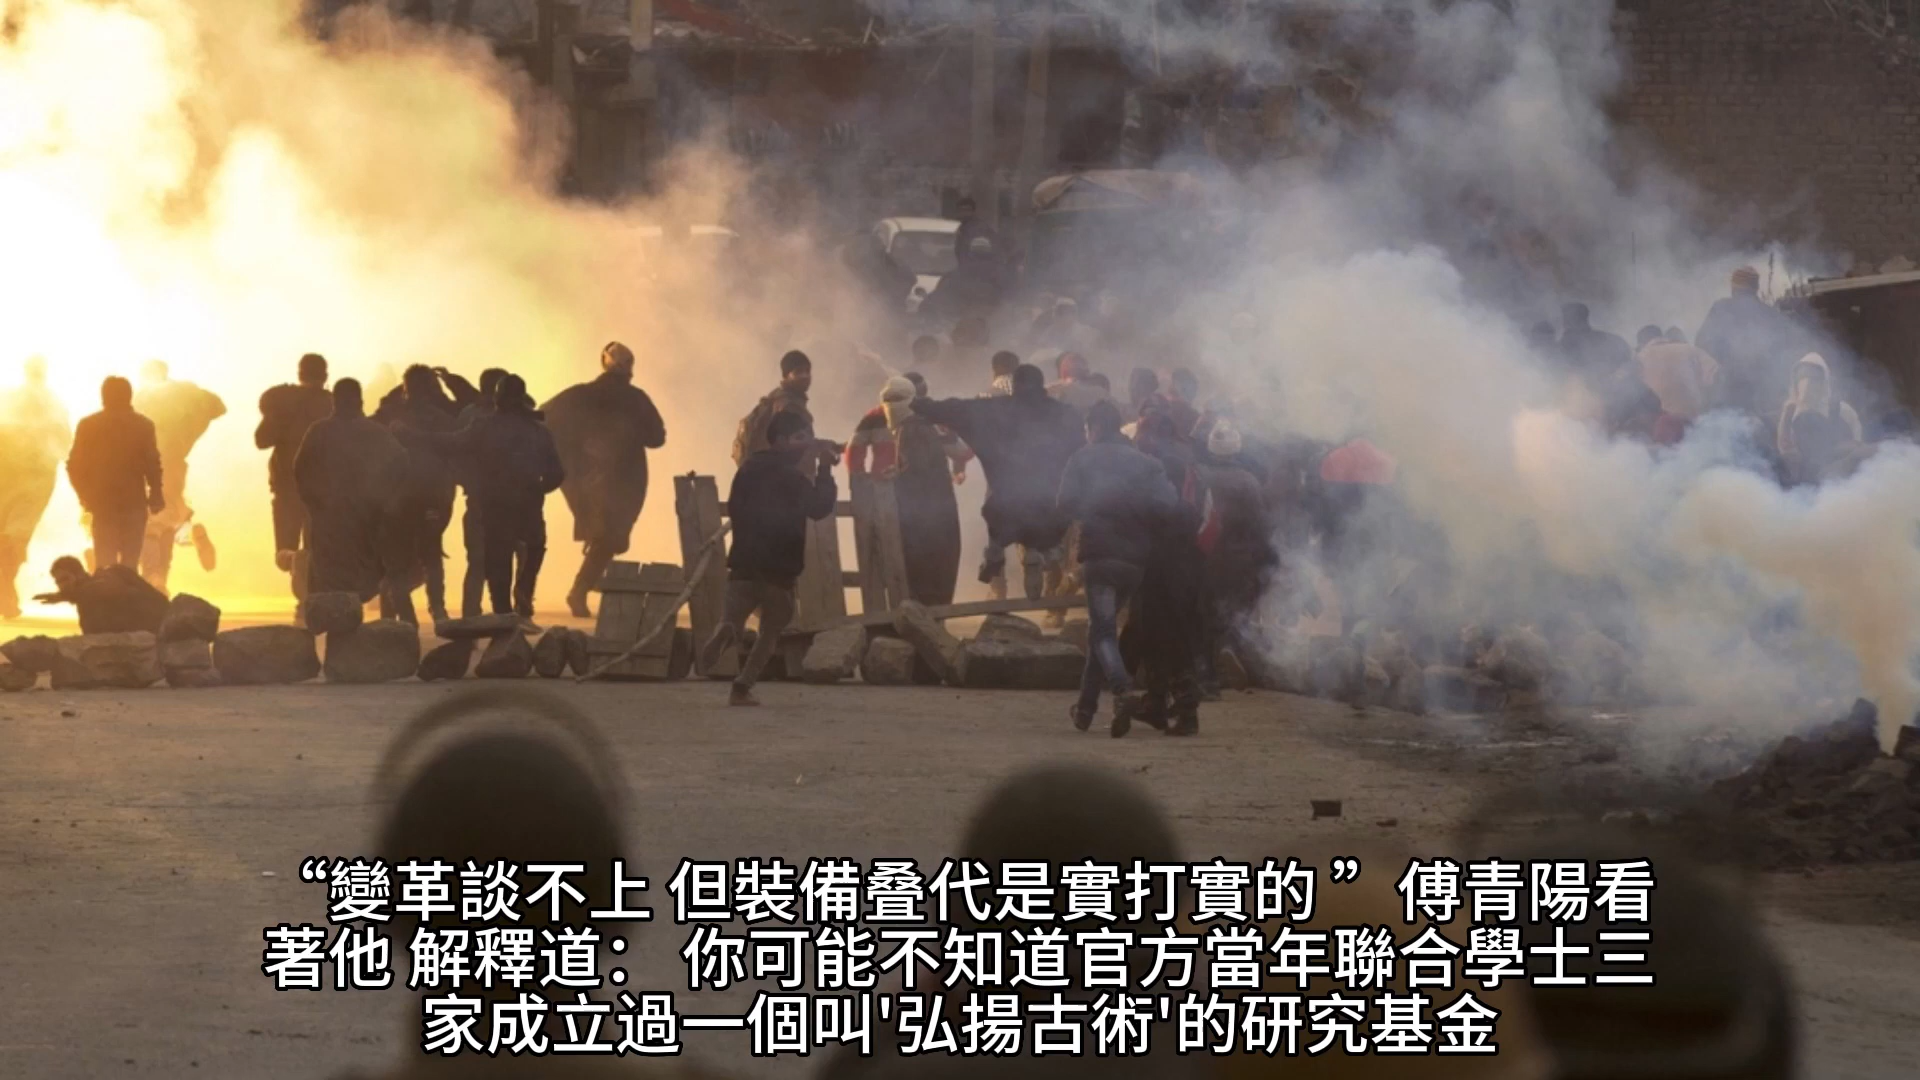 “變革談不上 但裝備叠代是實打實的 ” 傅青陽看
著他 解釋道： 你可能不知道官方當年聯合學士三
家成立過一個叫'弘揚古術'的研究基金